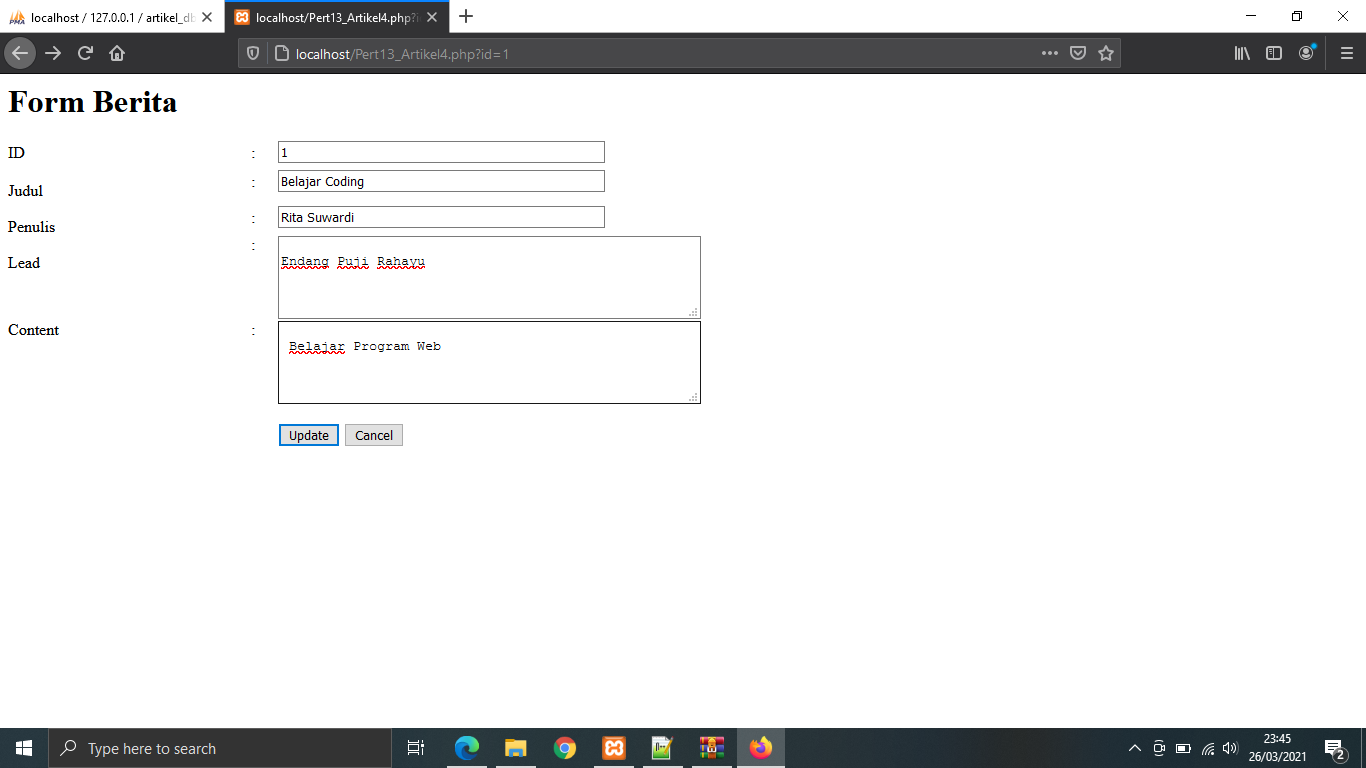 localhost / 127.0.0.1 / artikel_db
localhost/Pert13_Artikel4.php?i
localhost/Pert13_Artikel4.php?id=1
Form Berita
ID : 1
Judul : Belajar Coding
Penulis : Rita Suwardi
Lead : Endang Puji Rahayu
Content : Belajar Program Web
Update Cancel
Type here to search
23:45
26/03/2021
2